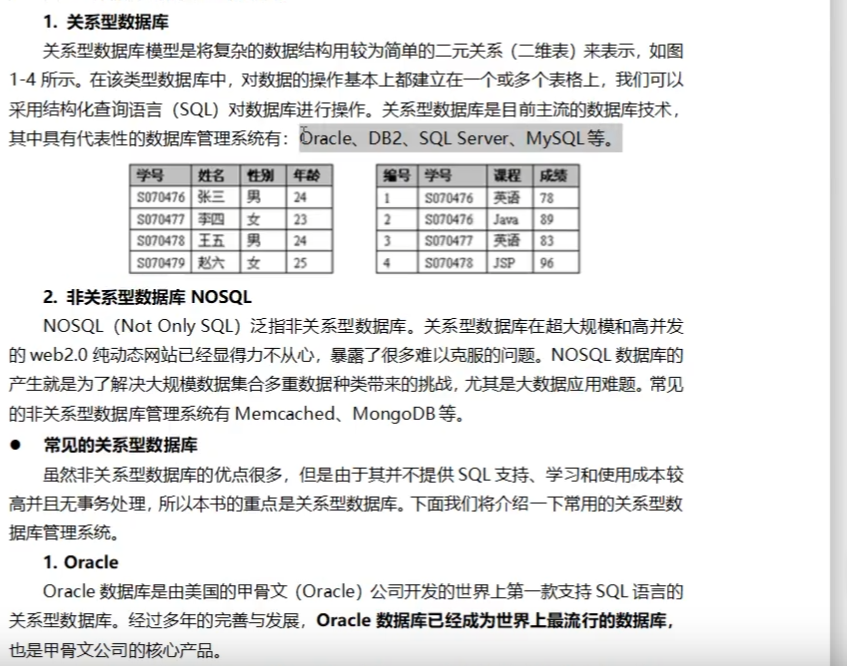 1. 关系型数据库
关系型数据库模型是将复杂的数据结构用较为简单的二元关系（二维表）来表示，如图
1-4 所示。在该类型数据库中，对数据的操作基本上都建立在一个或多个表格上，我们可以
采用结构化查询语言（SQL）对数据库进行操作。关系型数据库是目前主流的数据库技术，
其中具有代表性的数据库管理系统有：Oracle、DB2、SQL Server、MySQL等。
学号 姓名 性别 年龄 编号 学号 课程 成绩
S070476 张三 男 24 1 S070476 英语 78
S070477 李四 女 23 2 S070476 Java 89
S070478 王五 男 24 3 S070477 英语 83
S070479 赵六 女 25 4 S070478 JSP 96
2. 非关系型数据库 NOSQL
NOSQL（Not Only SQL）泛指非关系型数据库。关系型数据库在超大规模和高并发
的 web2.0 纯动态网站已经显得力不从心，暴露了很多难以克服的问题。NOSQL 数据库的
产生就是为了解决大规模数据集合多重数据种类带来的挑战，尤其是大数据应用难题。常见
的非关系型数据库管理系统有 Memcached、MongoDB 等。
● 常见的关系型数据库
虽然非关系型数据库的优点很多，但是由于其并不提供 SQL 支持、学习和使用成本较
高并且无事务处理，所以本书的重点是关系型数据库。下面我们将介绍一下常用的关系型数
据库管理系统。
1. Oracle
Oracle 数据库是由美国的甲骨文（Oracle）公司开发的世界上第一款支持 SQL 语言的
关系型数据库。经过多年的完善与发展，Oracle 数据库已经成为世界上最流行的数据库，
也是甲骨文公司的核心产品。